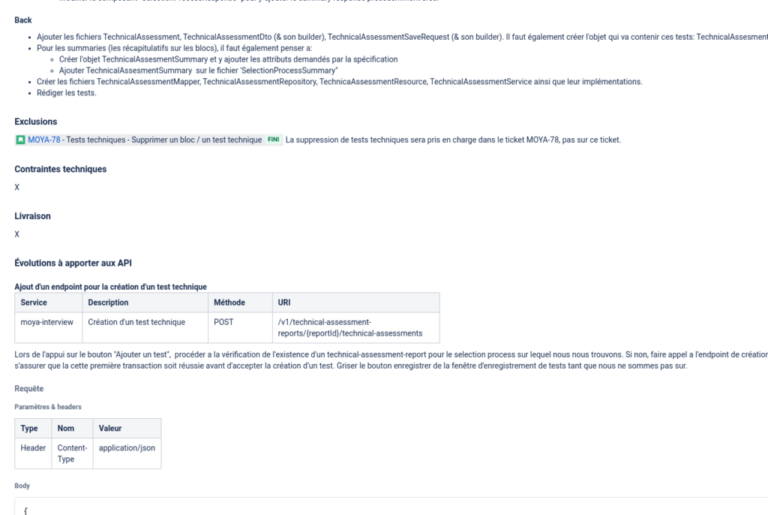 Back
Ajouter les fichiers TechnicalAssessment, TechnicalAssessmentDto (& son builder), TechnicalAssessmentSaveRequest (& son builder). Il faut également créer l'objet qui va contenir ces tests:
Pour les summaries (les récapitulatifs sur les blocs), il faut également penser a:
Créer l'objet TechnicalAssesmentSummary et y ajouter les attributs demandés par la spécification
Ajouter TechnicalAssesmentSummary sur le fichier 'SelectionProcessSummary"
Créer les fichiers TechnicalAssessmentMapper, TechnicalAssessmentRepository, TechnicaAssessmentResource, TechnicalAssessmentService ainsi que leur implémentations.
Rédiger les tests.
Exclusions
MOYA-78 - Tests techniques - Supprimer un bloc / un test technique FINI La suppression de tests techniques sera pris en charge dans le ticket MOYA-78, pas sur ce ticket.
Contraintes techniques
X
Livraison
X
Évolutions à apporter aux API
Ajout d'un endpoint pour la création d'un test technique
Service Description Méthode URI
moya-interview Création d'un test technique POST /v1/technical-assessment-
reports/{reportId}/technical-assessments
Lors de l'appui sur le bouton "Ajouter un test", procéder a la vérification de l'existence d'un technical-assessment-report pour le selection process sur lequel nous nous trouvons. Si non, faire appel a l'endpoint de création
s'assurer que la cette première transaction soit réussie avant d'accepter la création d'un test. Griser le bouton enregistrer de la fenêtre d'enregistrement de tests tant que nous ne sommes pas sur.
Requête
Paramètres & headers
Type Nom Valeur
Header Content- application/json
Type
Body
{